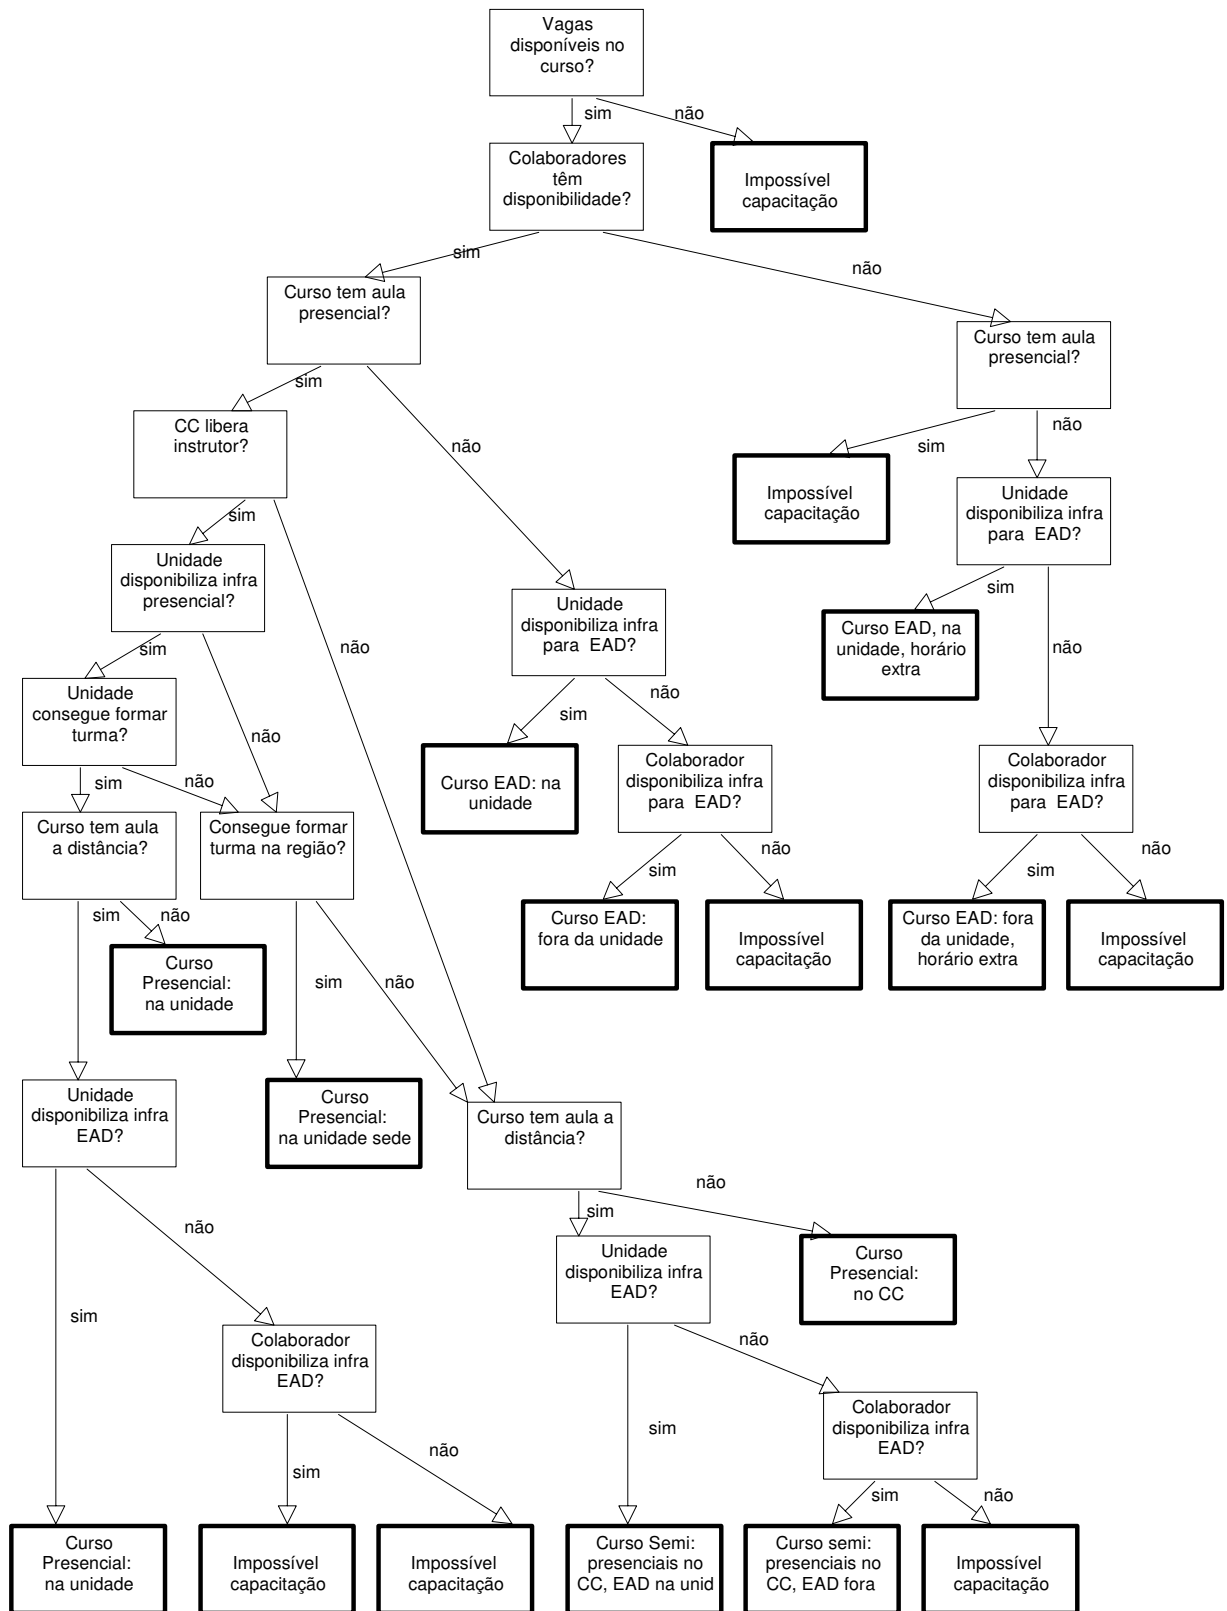 Vagas
disponíveis no
curso?
sim
não
Colaboradores
têm
disponibilidade?
Impossível
capacitação
sim
não
Curso tem aula
presencial?
Curso tem aula
presencial?
sim
não
CC libera
instrutor?
sim
não
Impossível
capacitação
Unidade
disponibiliza infra
para EAD?
sim
não
Unidade
disponibiliza infra
presencial?
Unidade
disponibiliza infra
para EAD?
sim
não
Curso EAD, na
unidade, horário
extra
sim
não
Unidade
consegue formar
turma?
sim
não
Curso EAD: na
unidade
Colaborador
disponibiliza infra
para EAD?
Colaborador
disponibiliza infra
para EAD?
sim
não
Curso tem aula
a distância?
Consegue formar
turma na região?
sim
não
sim
não
Curso EAD:
fora da unidade
Impossível
capacitação
Curso EAD: fora
da unidade,
horário extra
Impossível
capacitação
sim
não
Curso
Presencial:
na unidade
sim
não
Unidade
disponibiliza infra
EAD?
Curso
Presencial:
na unidade sede
Curso tem aula a
distância?
sim
não
sim
não
Unidade
disponibiliza infra
EAD?
Curso
Presencial:
no CC
Colaborador
disponibiliza infra
EAD?
sim
não
Colaborador
disponibiliza infra
EAD?
sim
não
sim
não
Curso
Presencial:
na unidade
Impossível
capacitação
Impossível
capacitação
Curso Semi:
presenciais no
CC, EAD na unid
Curso semi:
presenciais no
CC, EAD fora
Impossível
capacitação